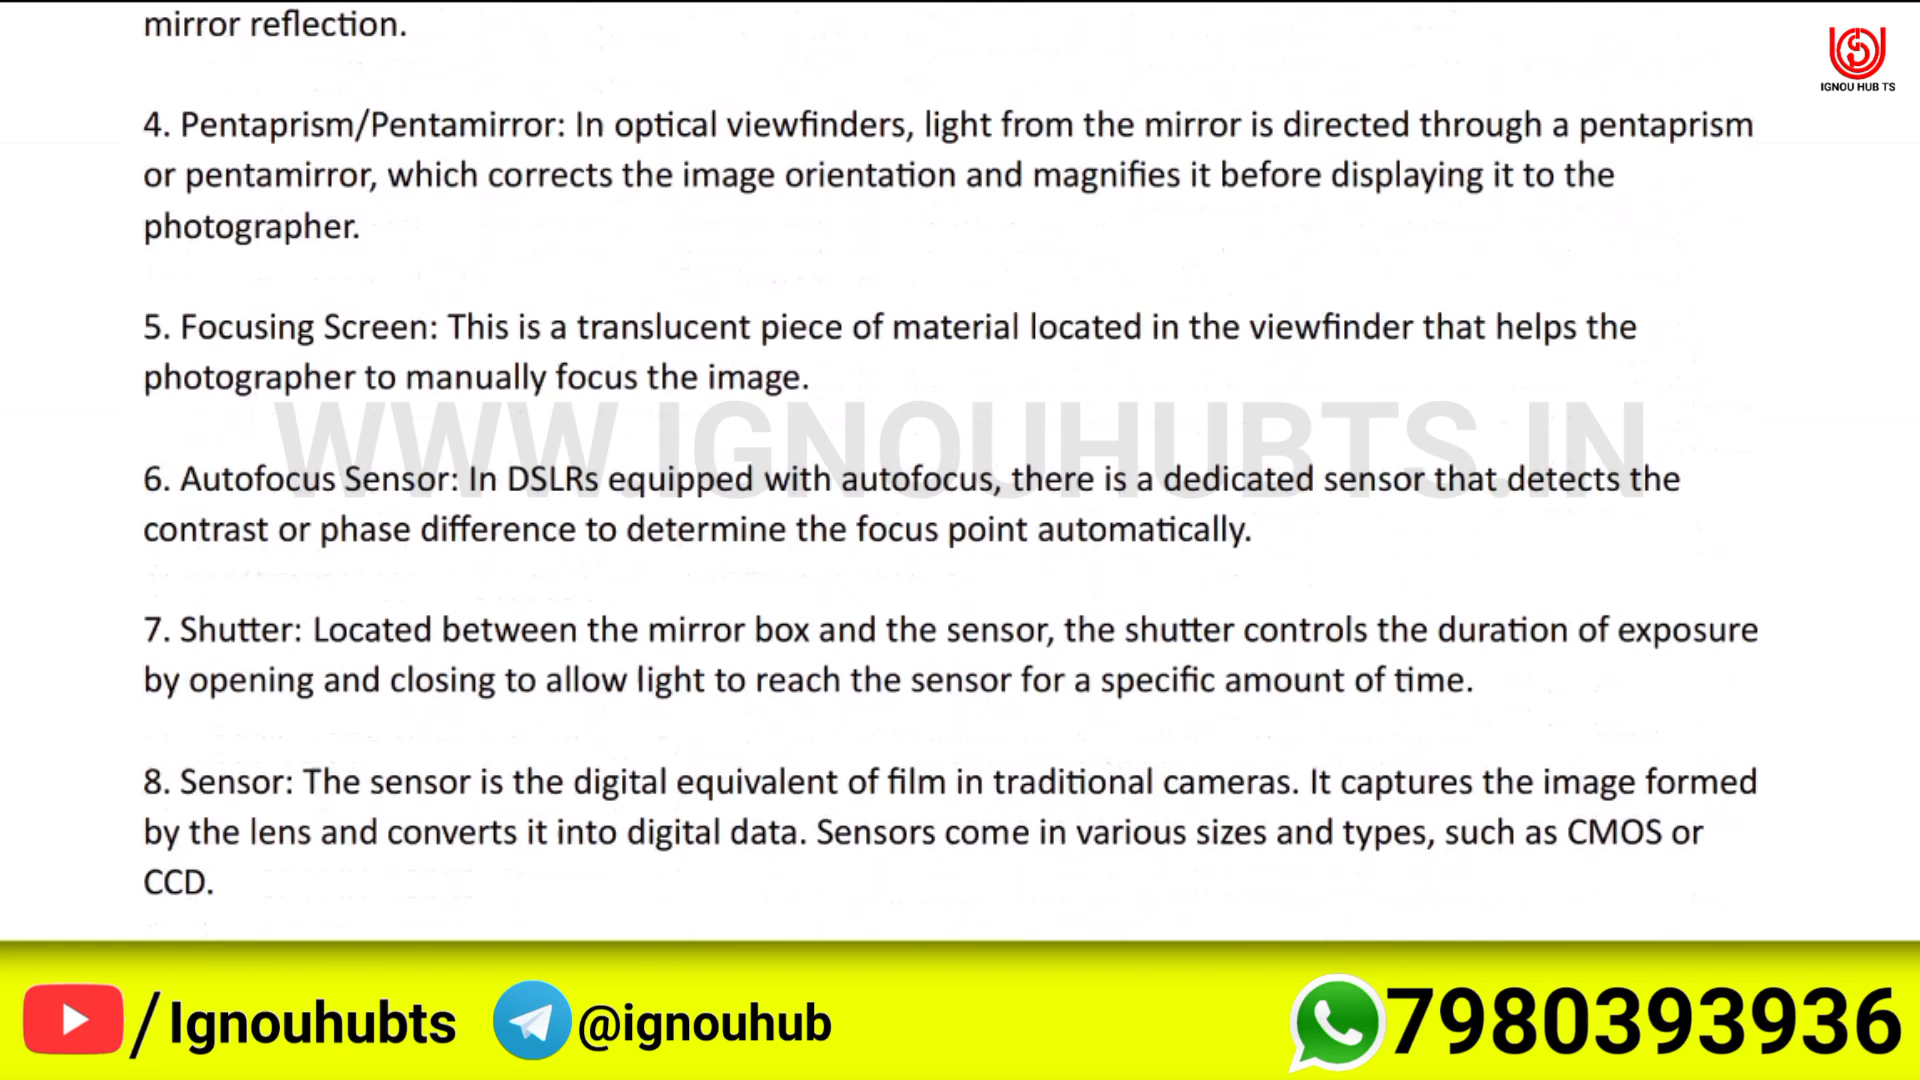 mirror reflection.
IGNOU HUB TS
4. Pentaprism/Pentamirror: In optical viewfinders, light from the mirror is directed through a pentaprism
or pentamirror, which corrects the image orientation and magnifies it before displaying it to the
photographer.
5. Focusing Screen: This is a translucent piece of material located in the viewfinder that helps the
photographer to manually focus the image.
WWW.IGNOUHUBTS.IN
6. Autofocus Sensor: In DSLRs equipped with autofocus, there is a dedicated sensor that detects the
contrast or phase difference to determine the focus point automatically.
7. Shutter: Located between the mirror box and the sensor, the shutter controls the duration of exposure
by opening and closing to allow light to reach the sensor for a specific amount of time.
8. Sensor: The sensor is the digital equivalent of film in traditional cameras. It captures the image formed
by the lens and converts it into digital data. Sensors come in various sizes and types, such as CMOS or
CCD.
/Ignouhubts @ignouhub 7980393936